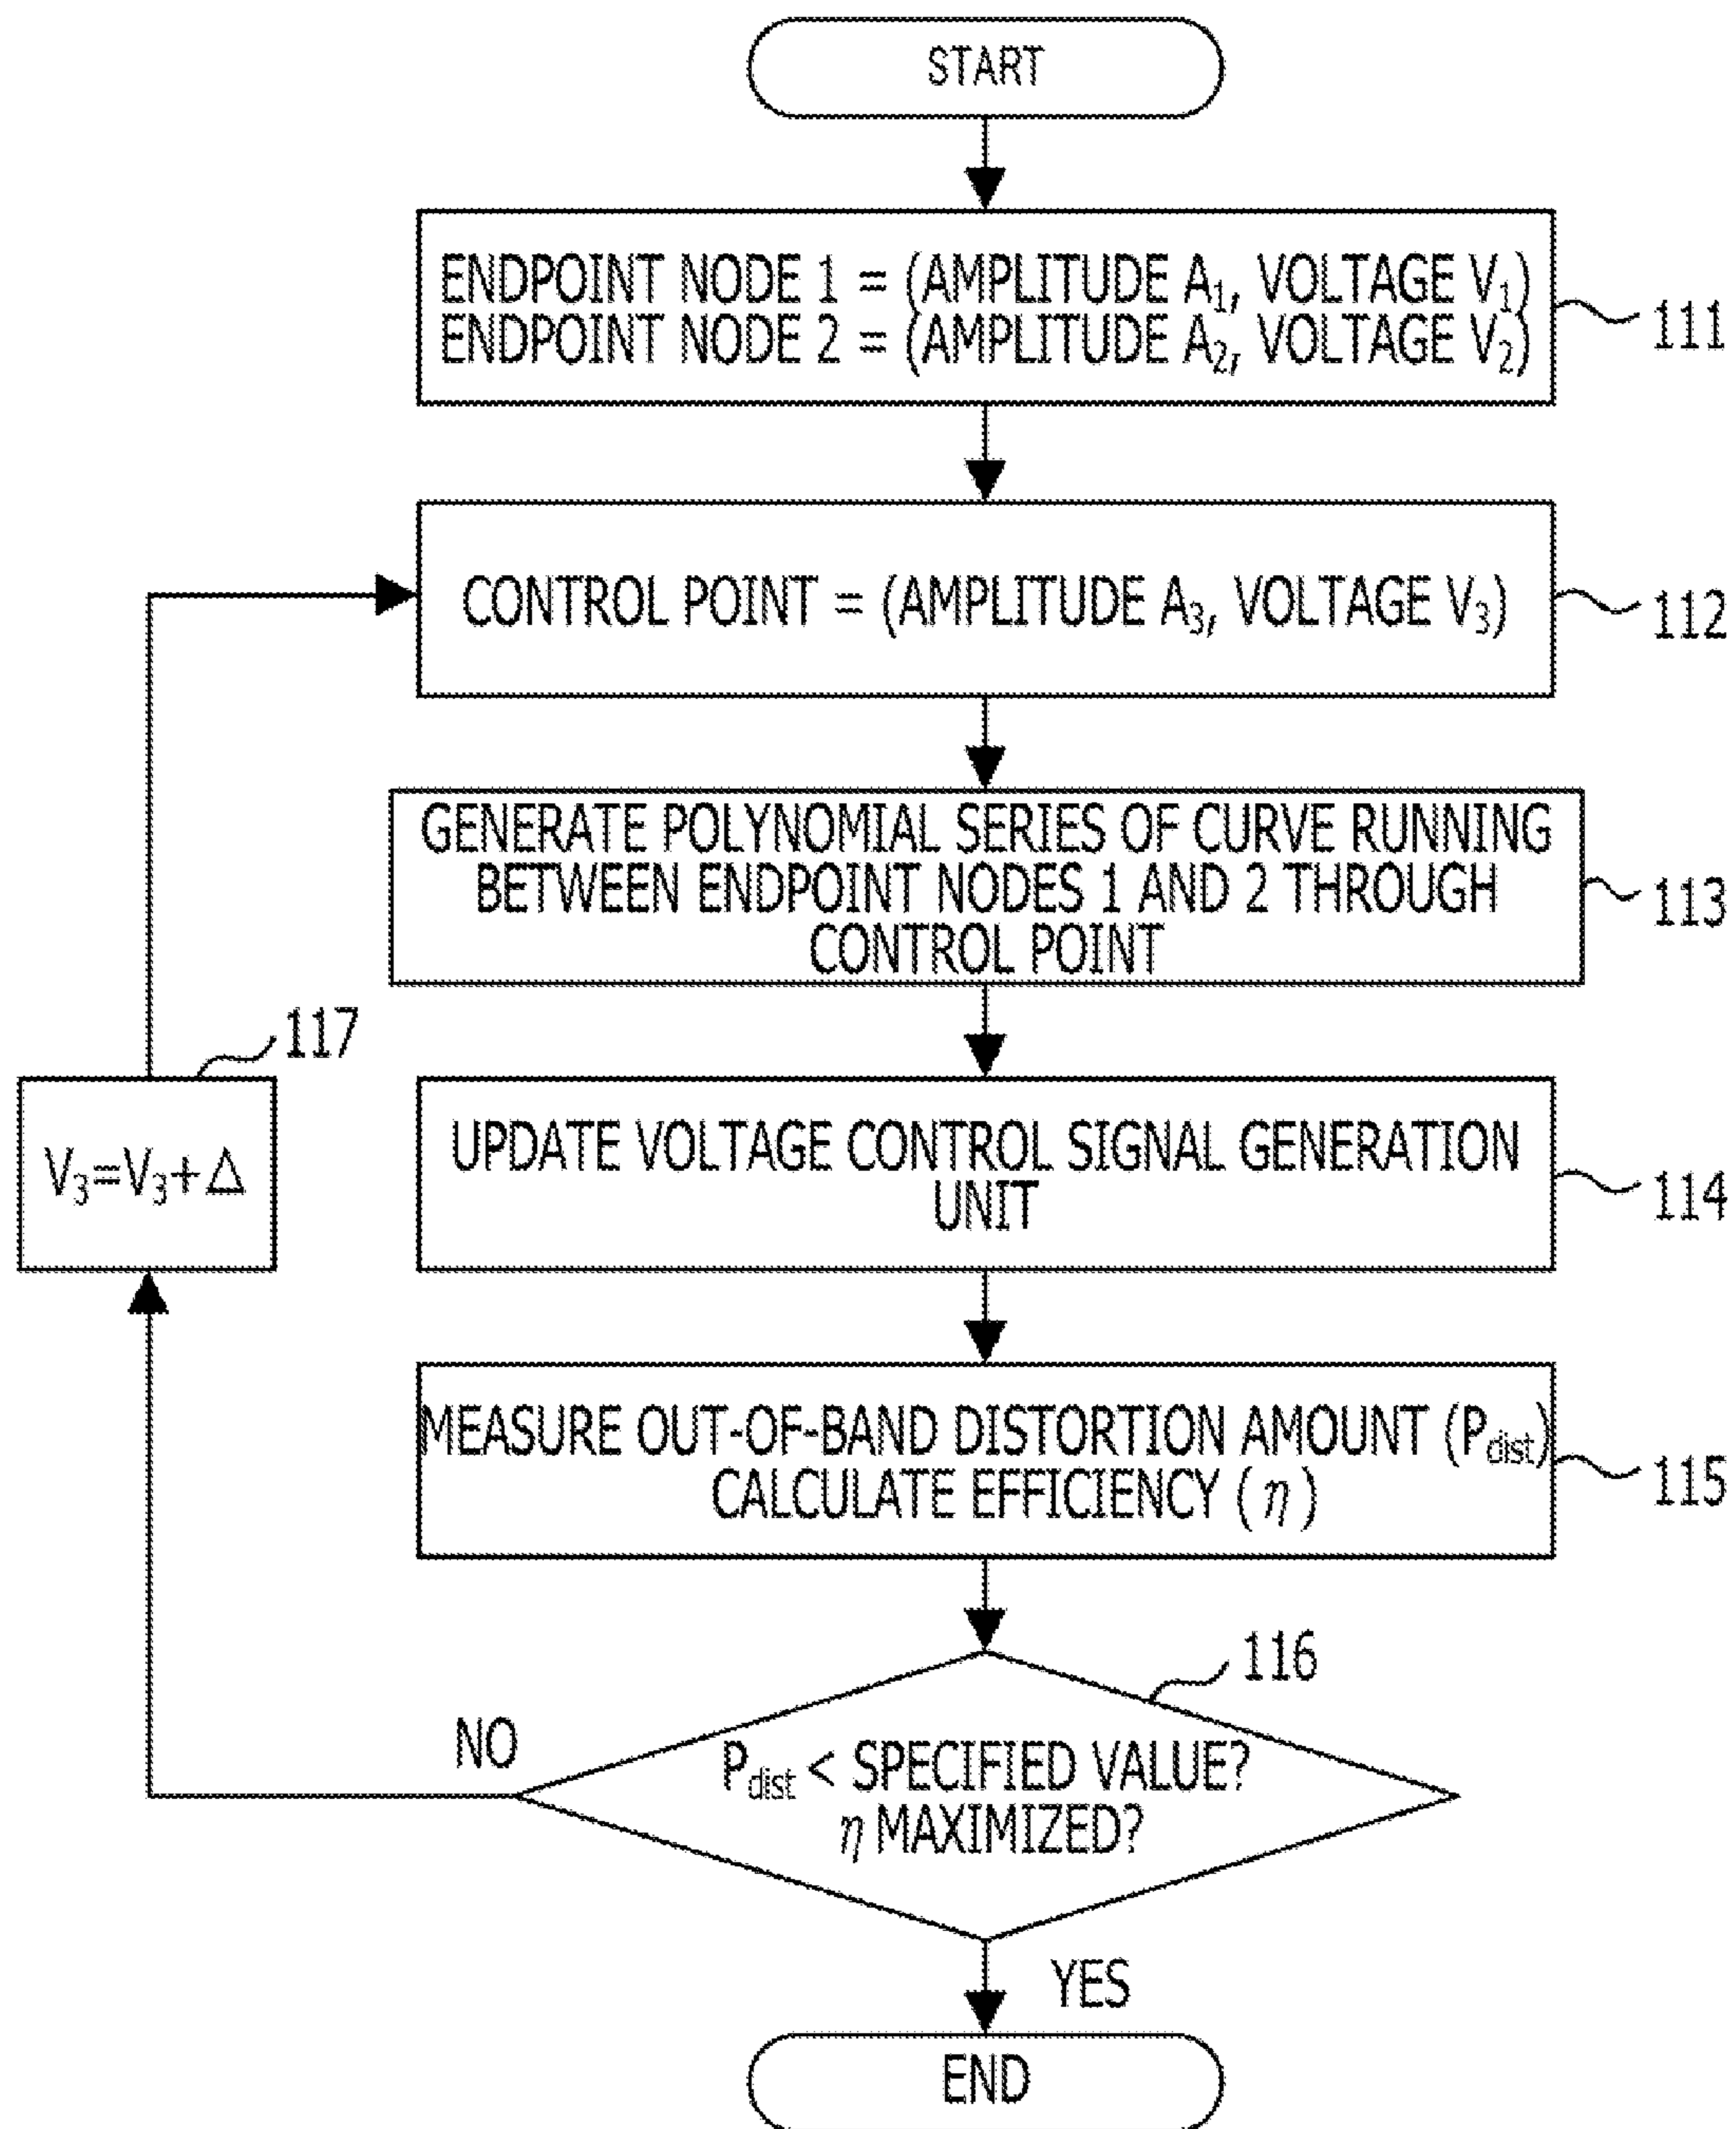 START
ENDPOINT NODE 1 = (AMPLITUDE A₁, VOLTAGE V₁)
ENDPOINT NODE 2 = (AMPLITUDE A₂, VOLTAGE V₂)
111
CONTROL POINT = (AMPLITUDE A₃, VOLTAGE V₃)
112
GENERATE POLYNOMIAL SERIES OF CURVE RUNNING
BETWEEN ENDPOINT NODES 1 AND 2 THROUGH
CONTROL POINT
113
117
V₃=V₃+Δ
UPDATE VOLTAGE CONTROL SIGNAL GENERATION
UNIT
114
MEASURE OUT-OF-BAND DISTORTION AMOUNT (Pdist)
CALCULATE EFFICIENCY (η)
115
116
NO
Pdist < SPECIFIED VALUE?
η MAXIMIZED?
YES
END